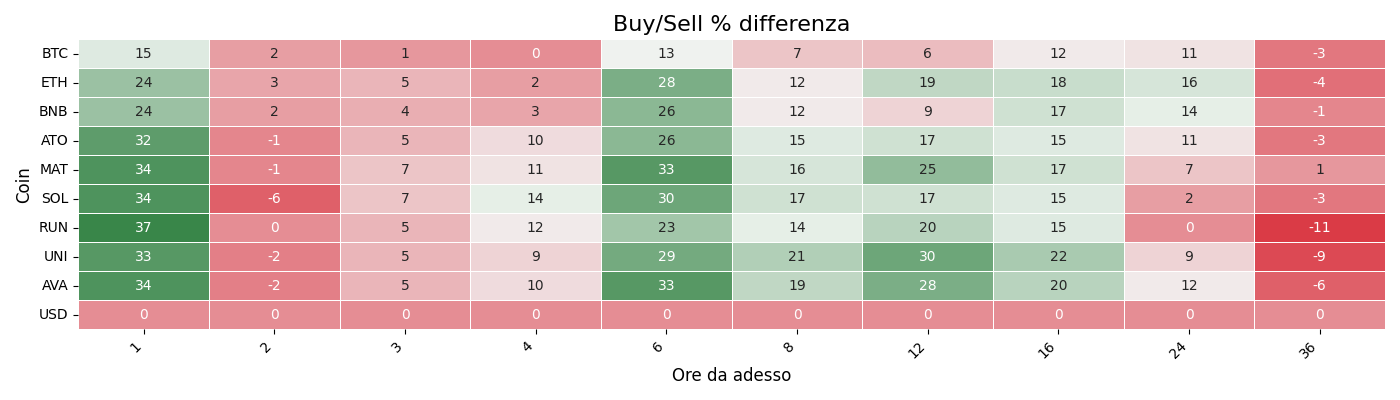 Buy/Sell % differenza
Coin
BTC 15 2 1 0 13 7 6 12 11 -3
ETH 24 3 5 2 28 12 19 18 16 -4
BNB 24 2 4 3 26 12 9 17 14 -1
ATO 32 -1 5 10 26 15 17 15 11 -3
MAT 34 -1 7 11 33 16 25 17 7 1
SOL 34 -6 7 14 30 17 17 15 2 -3
RUN 37 0 5 12 23 14 20 15 0 -11
UNI 33 -2 5 9 29 21 30 22 9 -9
AVA 34 -2 5 10 33 19 28 20 12 -6
USD 0 0 0 0 0 0 0 0 0 0
1 2 3 4 6 8 12 16 24 36
Ore da adesso